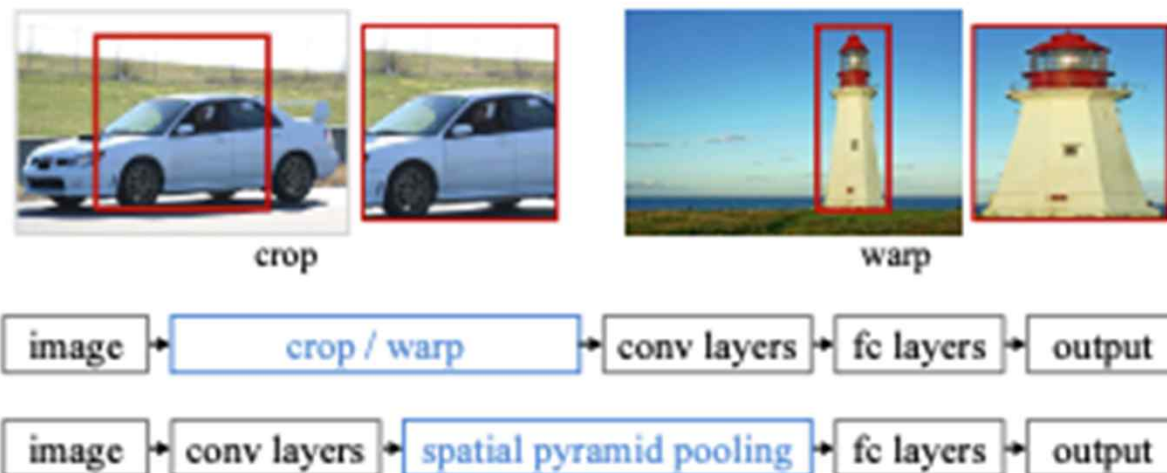 crop warp
image crop / warp conv layers fc layers output
image conv layers spatial pyramid pooling fc layers output